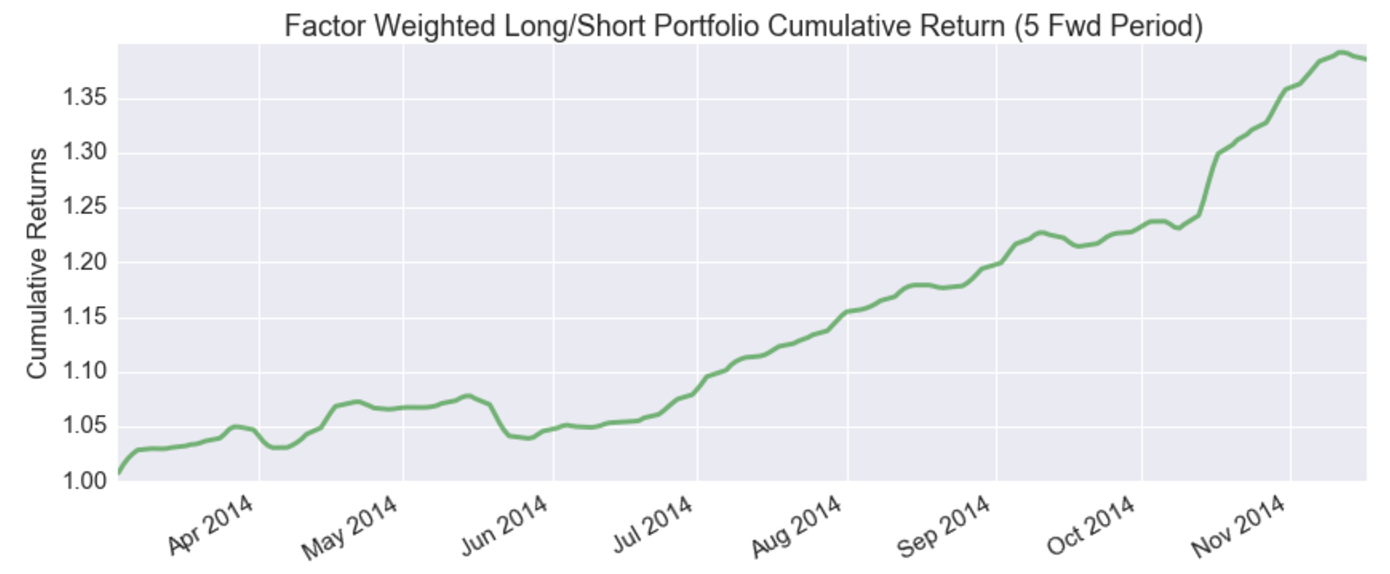 Factor Weighted Long/Short Portfolio Cumulative Return (5 Fwd Period)
Cumulative Returns
1.35
1.30
1.25
1.20
1.15
1.10
1.05
1.00
Apr 2014
May 2014
Jun 2014
Jul 2014
Aug 2014
Sep 2014
Oct 2014
Nov 2014